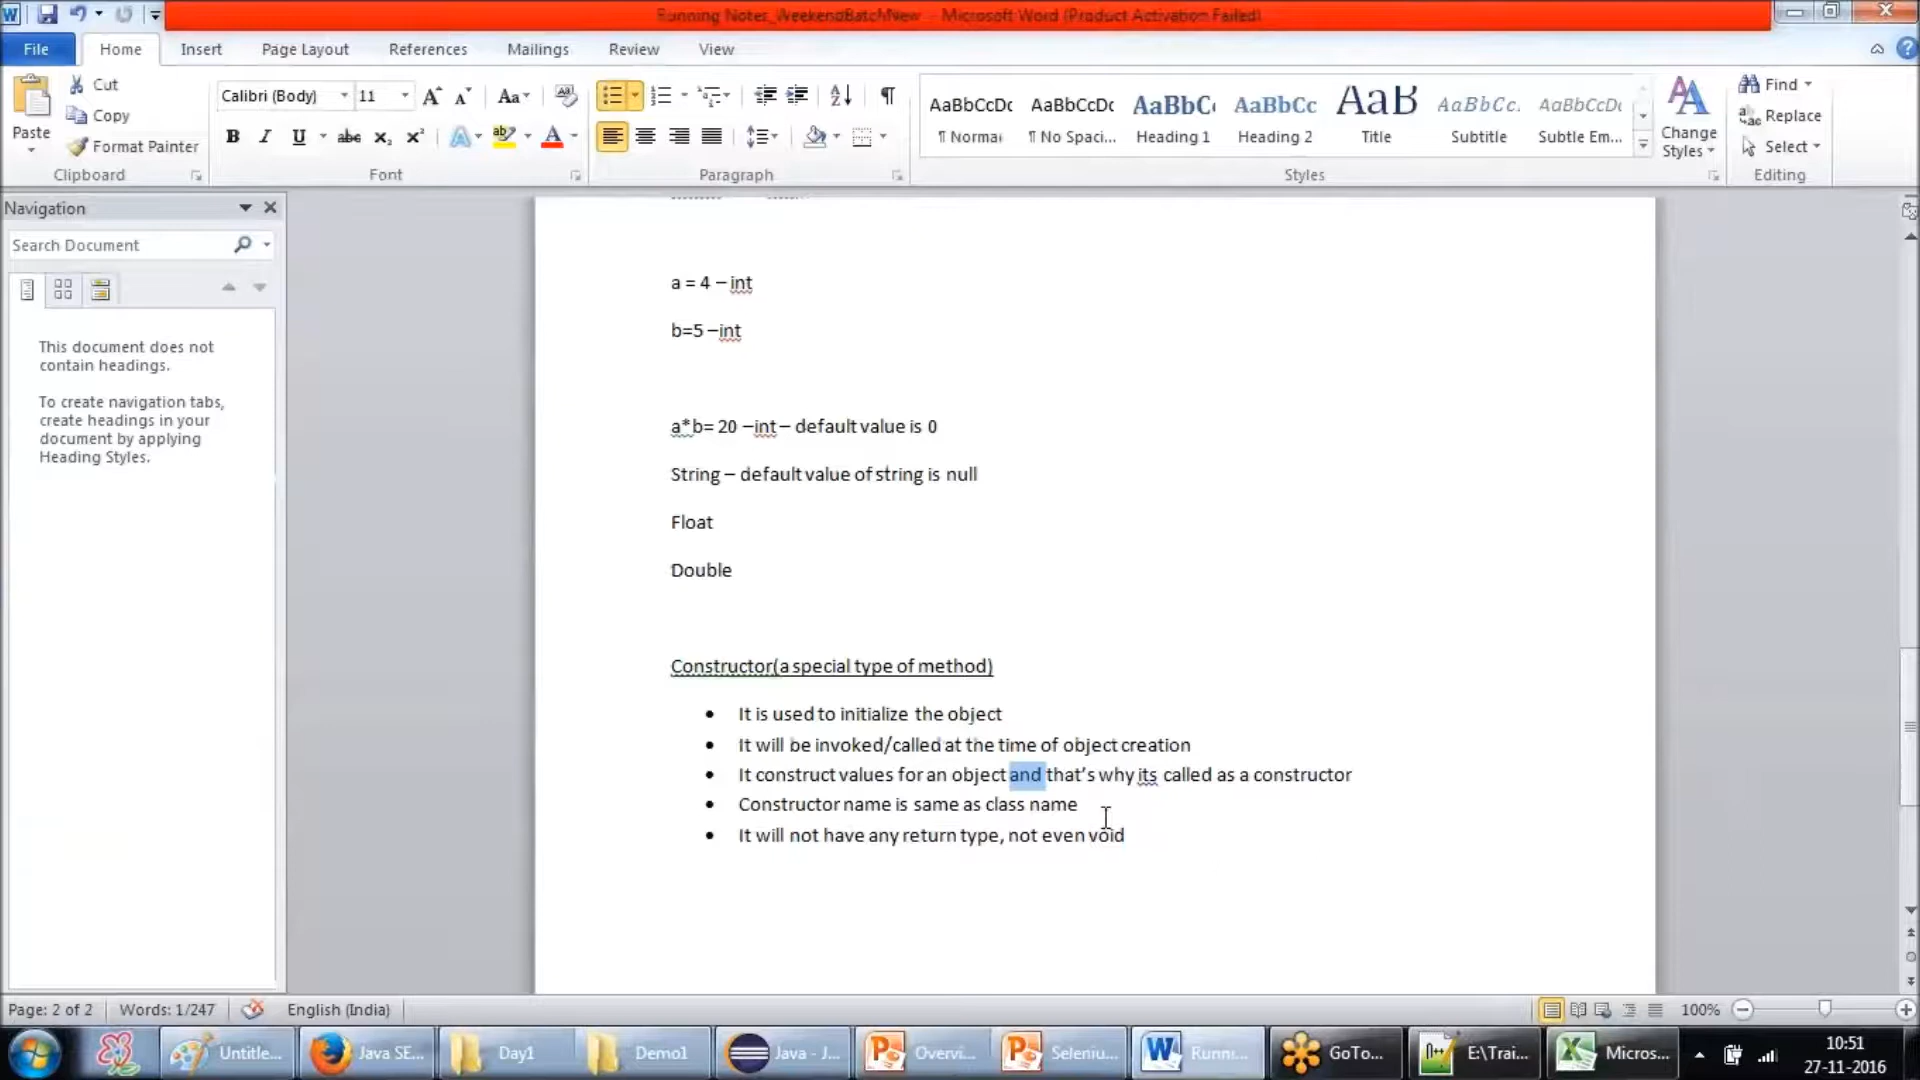 Running Notes_WeekendBatchNew - Microsoft Word (Product Activation Failed)
File Home Insert Page Layout References Mailings Review View
Cut
Copy
Paste
Format Painter
Clipboard
Calibri (Body) 11
Font
Paragraph
AaBbCcDc AaBbCcDc AaBbC AaBbCc AaB AaBbCc. AaBbCcDc
¶ Normal ¶ No Spaci... Heading 1 Heading 2 Title Subtitle Subtle Em...
Change Styles
Styles
Find
Replace
Select
Editing
Navigation
Search Document
This document does not
contain headings.
To create navigation tabs,
create headings in your
document by applying
Heading Styles.
a = 4 – int
b=5 –int
a*b= 20 –int – default value is 0
String – default value of string is null
Float
Double
Constructor(a special type of method)
• It is used to initialize the object
• It will be invoked/called at the time of object creation
• It construct values for an object and that's why its called as a constructor
• Constructor name is same as class name
• It will not have any return type, not even void
Page: 2 of 2 Words: 1/247 English (India) 100%
Untitle... Java SE... Day1 Demo1 Java - J... Overvi... Seleniu... Runni... GoTo... E:\Trai... Micros...
10:51
27-11-2016